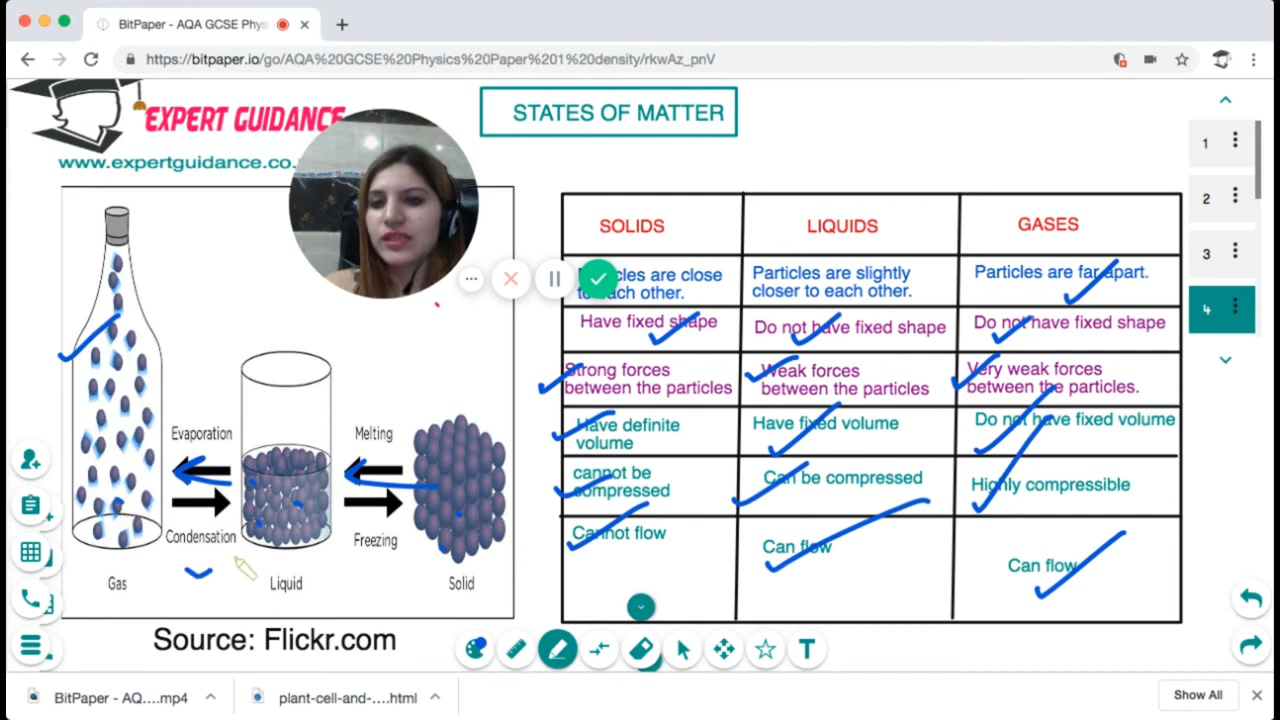 BitPaper - AQA GCSE Phys
https://bitpaper.io/go/AQA%20GCSE%20Physics%20Paper%201%20density/rkwAz_pnV
EXPERT GUIDANCE
www.expertguidance.co.
STATES OF MATTER
SOLIDS
LIQUIDS
GASES
are close
to each other.
Particles are slightly
closer to each other.
Particles are far apart.
Have fixed shape
Do not have fixed shape
Do not have fixed shape
Strong forces
between the particles
Weak forces
between the particles
Very weak forces
between the particles.
Have definite
volume
Have fixed volume
Do not have fixed volume
cannot be
compressed
Can be compressed
Highly compressible
Cannot flow
Can flow
Can flow
Evaporation
Melting
Condensation
Freezing
Gas
Liquid
Solid
Source: Flickr.com
1
2
3
4
T
BitPaper - AQ....mp4
plant-cell-and-....html
Show All